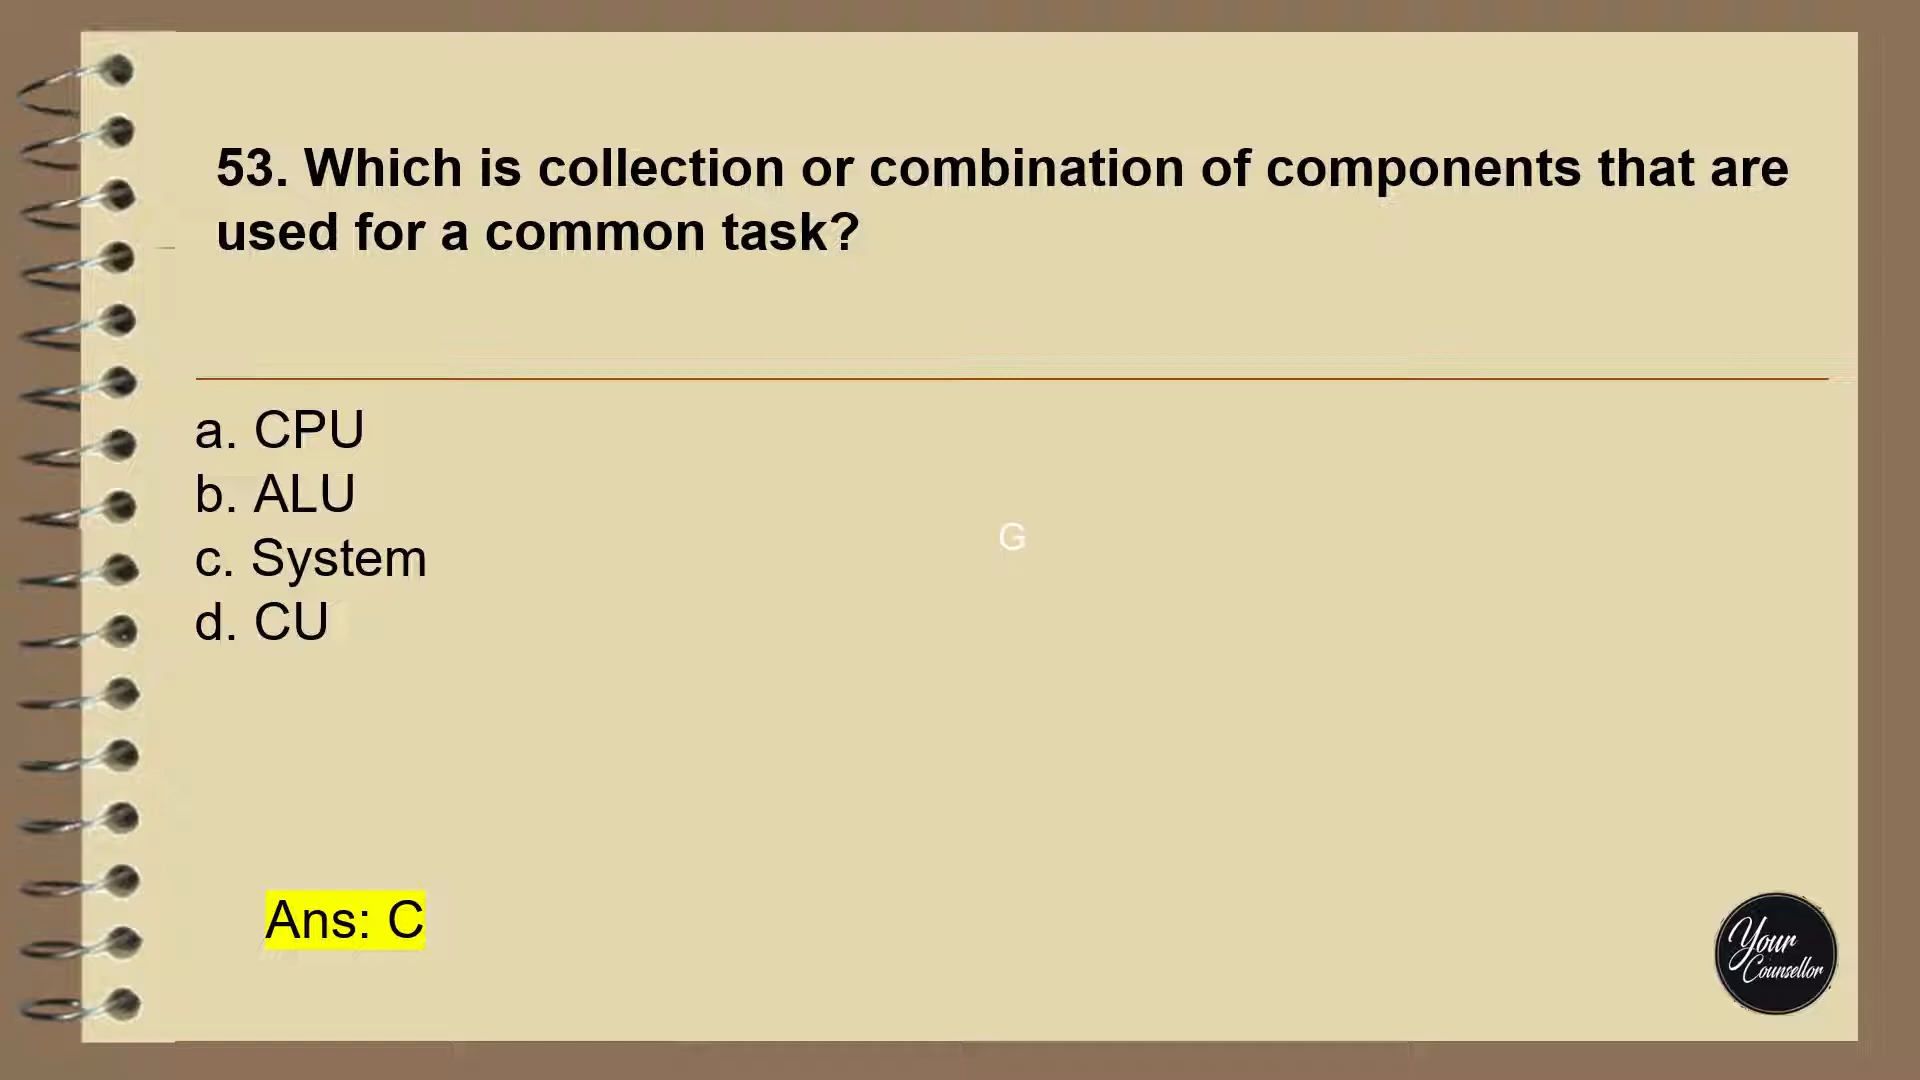 53. Which is collection or combination of components that are
used for a common task?
a. CPU
b. ALU
c. System
d. CU
G
Ans: C
Your
Counsellor